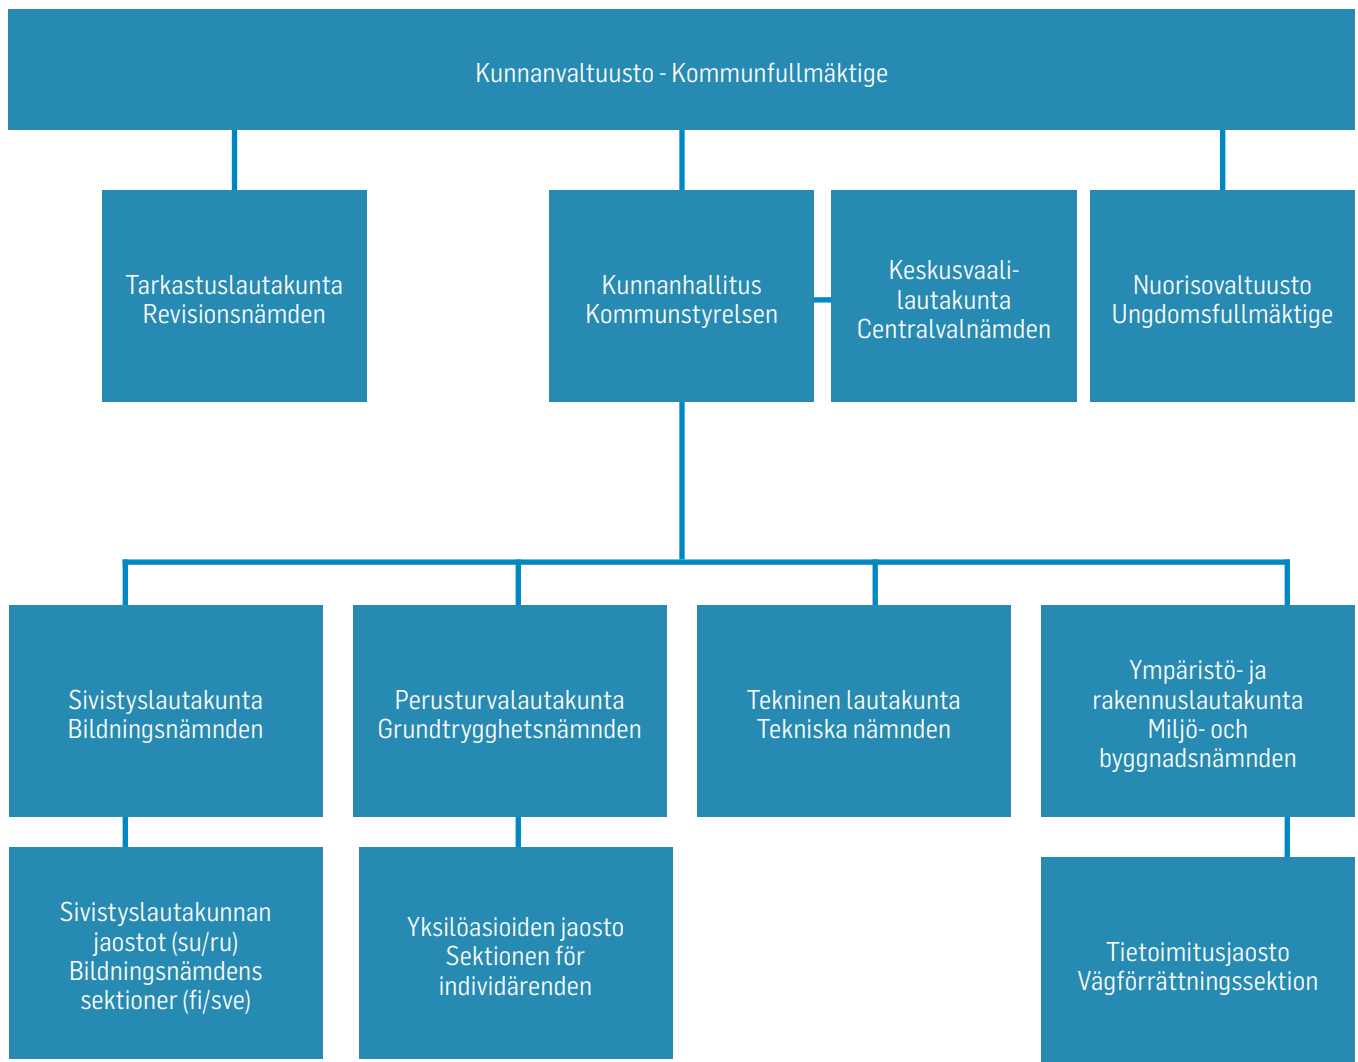 Kunnanvaltuusto - Kommunfullmäktige
Tarkastuslautakunta
Revisionsnämden
Kunnanhallitus
Kommunstyrelsen
Keskusvaali-
lautakunta
Centralvalnämden
Nuorisovaltuusto
Ungdomsfullmäktige
Sivistyslautakunta
Bildningsnämnden
Perusturvalautakunta
Grundtrygghetsnämnden
Tekninen lautakunta
Tekniska nämnden
Ympäristö- ja
rakennuslautakunta
Miljö- och
byggnadsnämnden
Sivistyslautakunnan
jaostot (su/ru)
Bildningsnämdens
sektioner (fi/sve)
Yksilöasioiden jaosto
Sektionen för
individärenden
Tietoimitusjaosto
Vägförrättningssektion